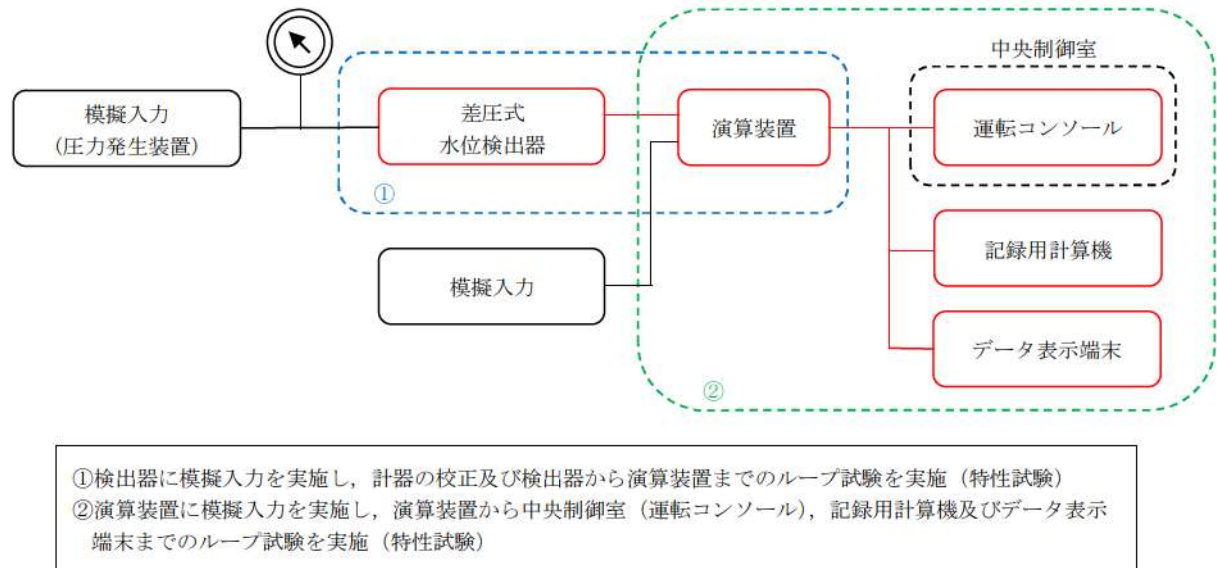 中央制御室
模擬入力
(圧力発生装置)
差圧式
水位検出器
演算装置
運転コンソール
①
模擬入力
記録用計算機
データ表示端末
②
①検出器に模擬入力を実施し，計器の校正及び検出器から演算装置までのループ試験を実施（特性試験）
②演算装置に模擬入力を実施し，演算装置から中央制御室（運転コンソール），記録用計算機及びデータ表示
端末までのループ試験を実施（特性試験）